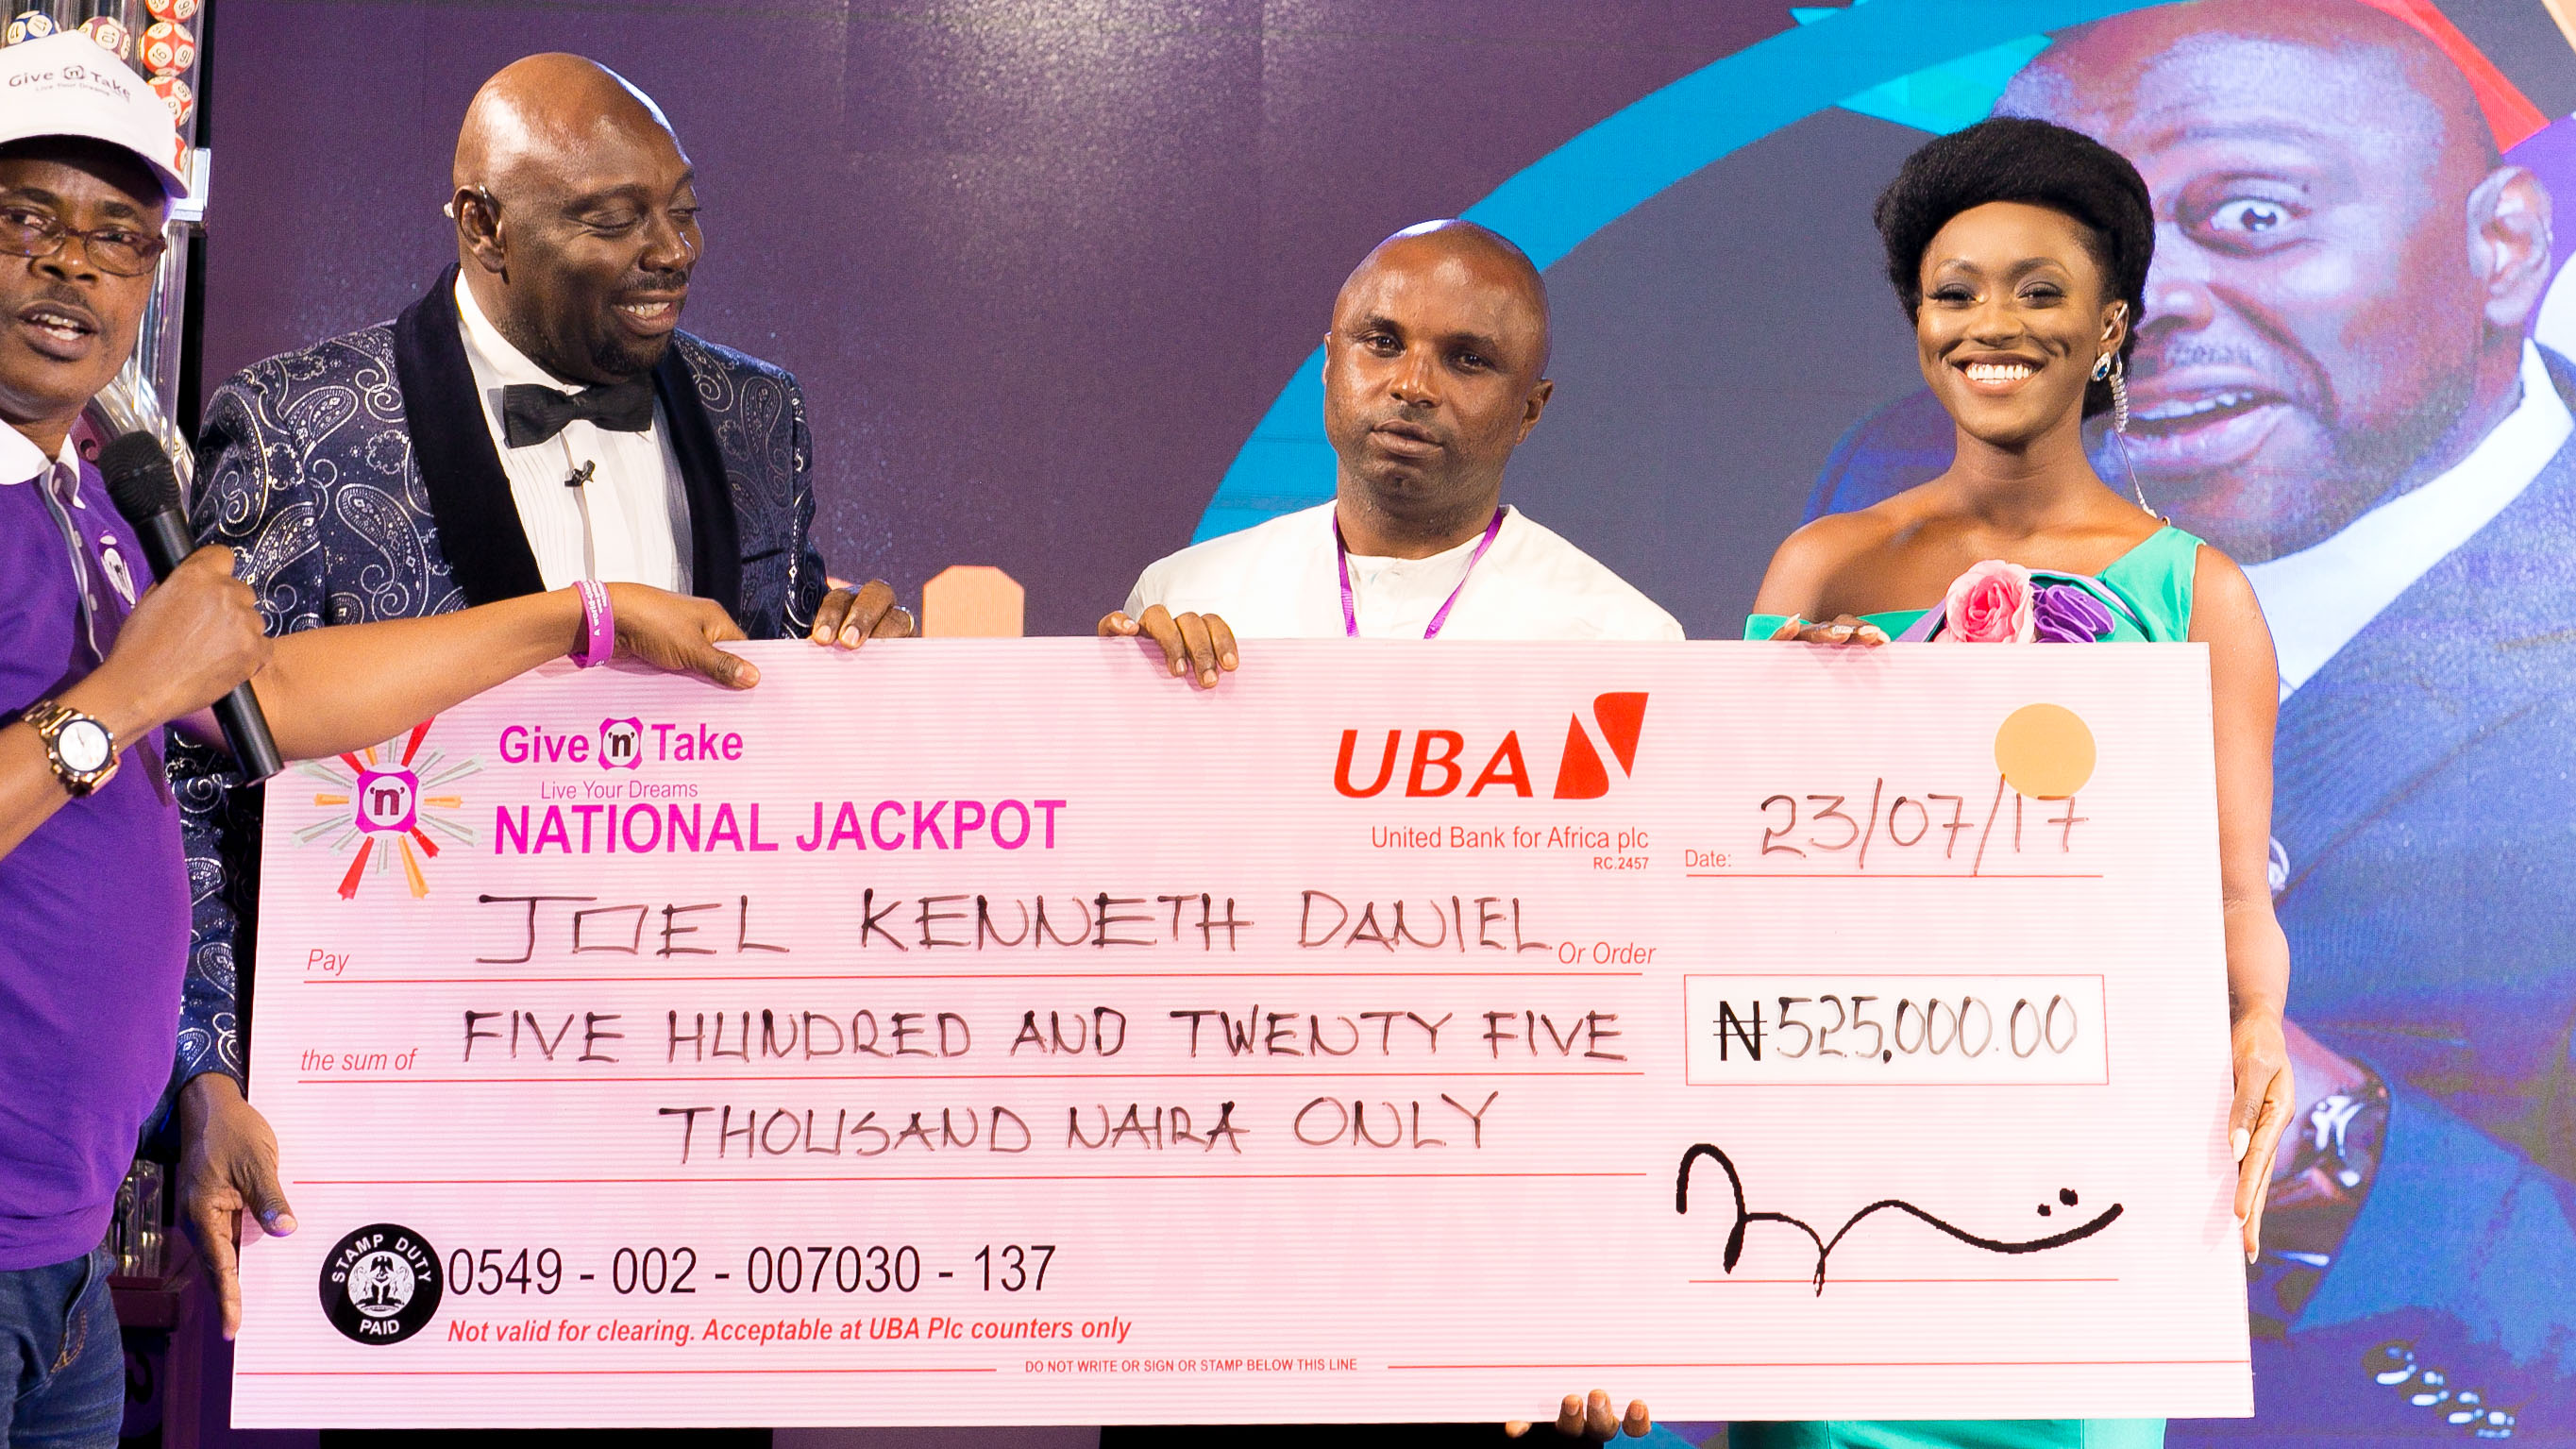 Give 'n' Take
Live Your Dreams
Give 'n' Take
Live Your Dreams
'n'
NATIONAL JACKPOT
UBA
United Bank for Africa plc
RC.2457
Date: 23/07/17
Pay JOEL KENNETH DANIEL Or Order
the sum of FIVE HUNDRED AND TWENTY FIVE
₦525,000.00
THOUSAND NAIRA ONLY
STAMP DUTY
PAID
0549 - 002 - 007030 - 137
Not valid for clearing. Acceptable at UBA Plc counters only
DO NOT WRITE OR SIGN OR STAMP BELOW THIS LINE